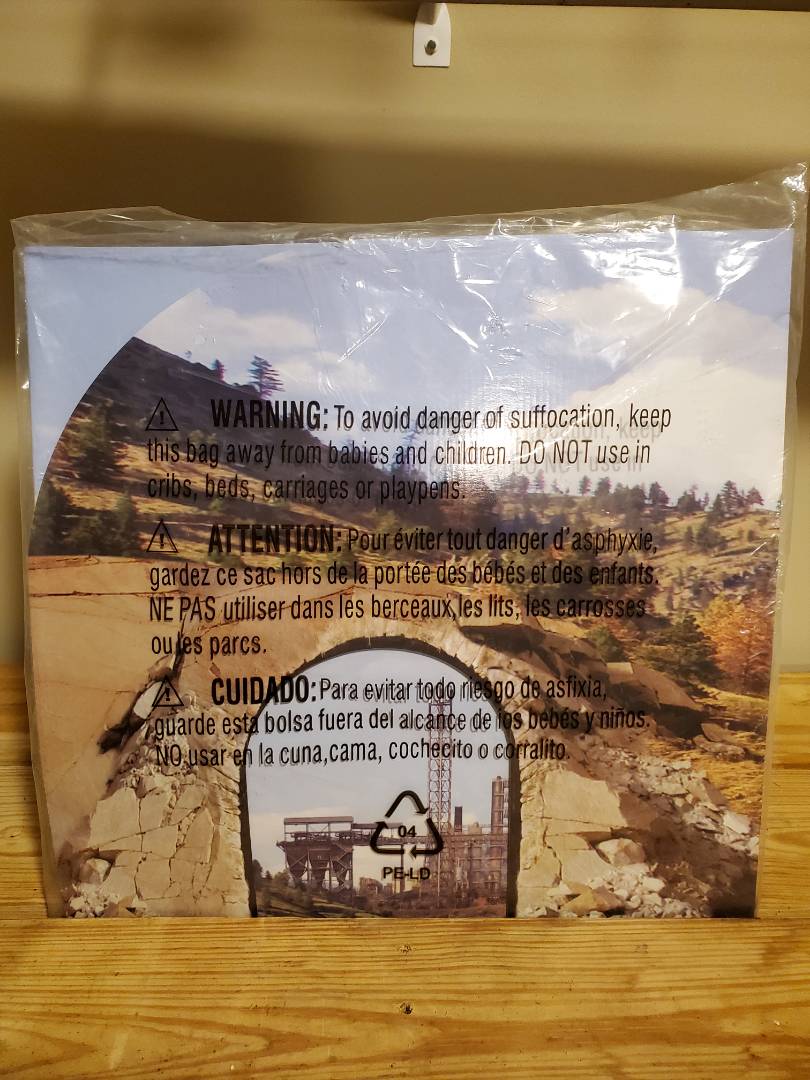 WARNING: To avoid danger of suffocation, keep
this bag away from babies and children. DO NOT use in
cribs, beds, carriages or playpens.
ATTENTION: Pour éviter tout danger d'asphyxie,
gardez ce sac hors de la portée des bébés et des enfants.
NE PAS utiliser dans les berceaux, les lits, les carrosses
ou les parcs.
CUIDADO: Para evitar todo riesgo de asfixia,
guarde esta bolsa fuera del alcance de los bebés y niños.
NO usar en la cuna, cama, cochecito o corralito.
04
PE-LD